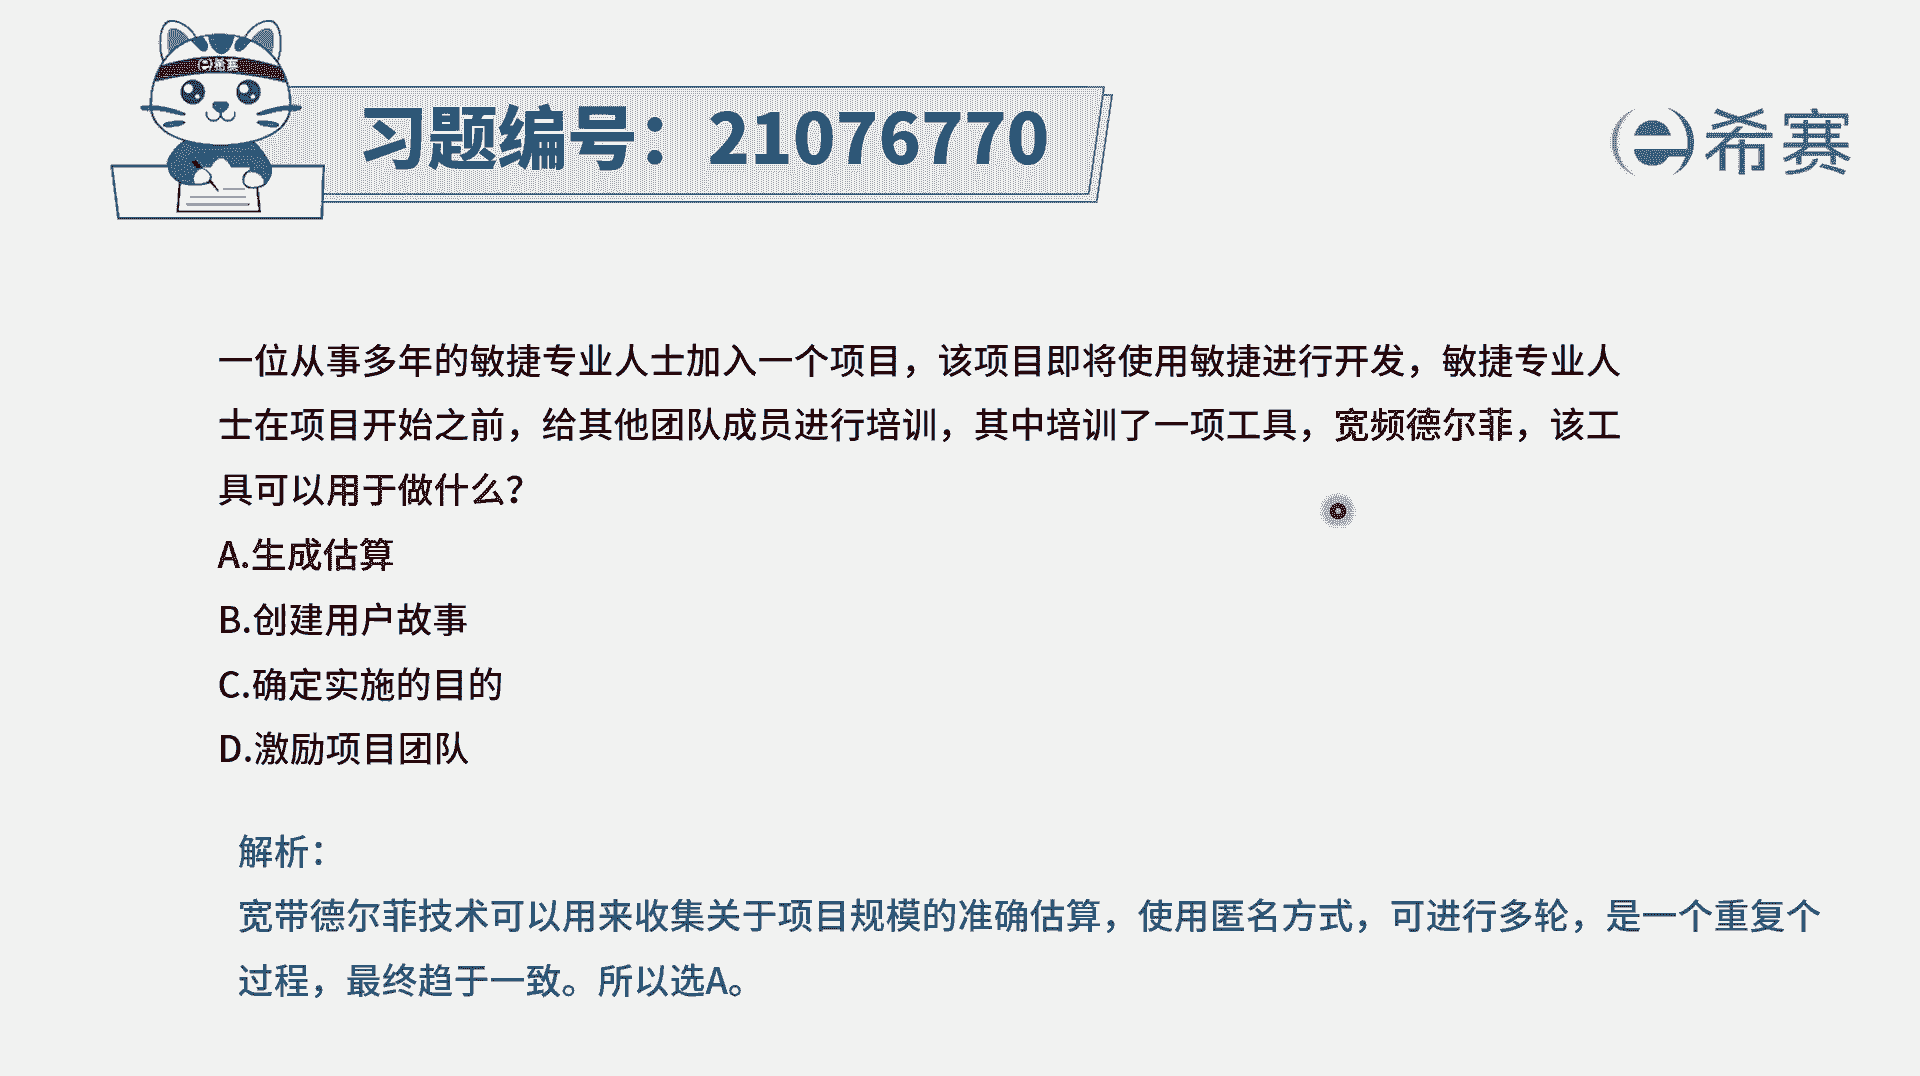 希赛
习题编号：21076770
希赛
一位从事多年的敏捷专业人士加入一个项目，该项目即将使用敏捷进行开发，敏捷专业人
士在项目开始之前，给其他团队成员进行培训，其中培训了一项工具，宽频德尔菲，该工
具可以用于做什么？
A.生成估算
B.创建用户故事
C.确定实施的目的
D.激励项目团队
解析：
宽带德尔菲技术可以用来收集关于项目规模的准确估算，使用匿名方式，可进行多轮，是一个重复个
过程，最终趋于一致。所以选A。